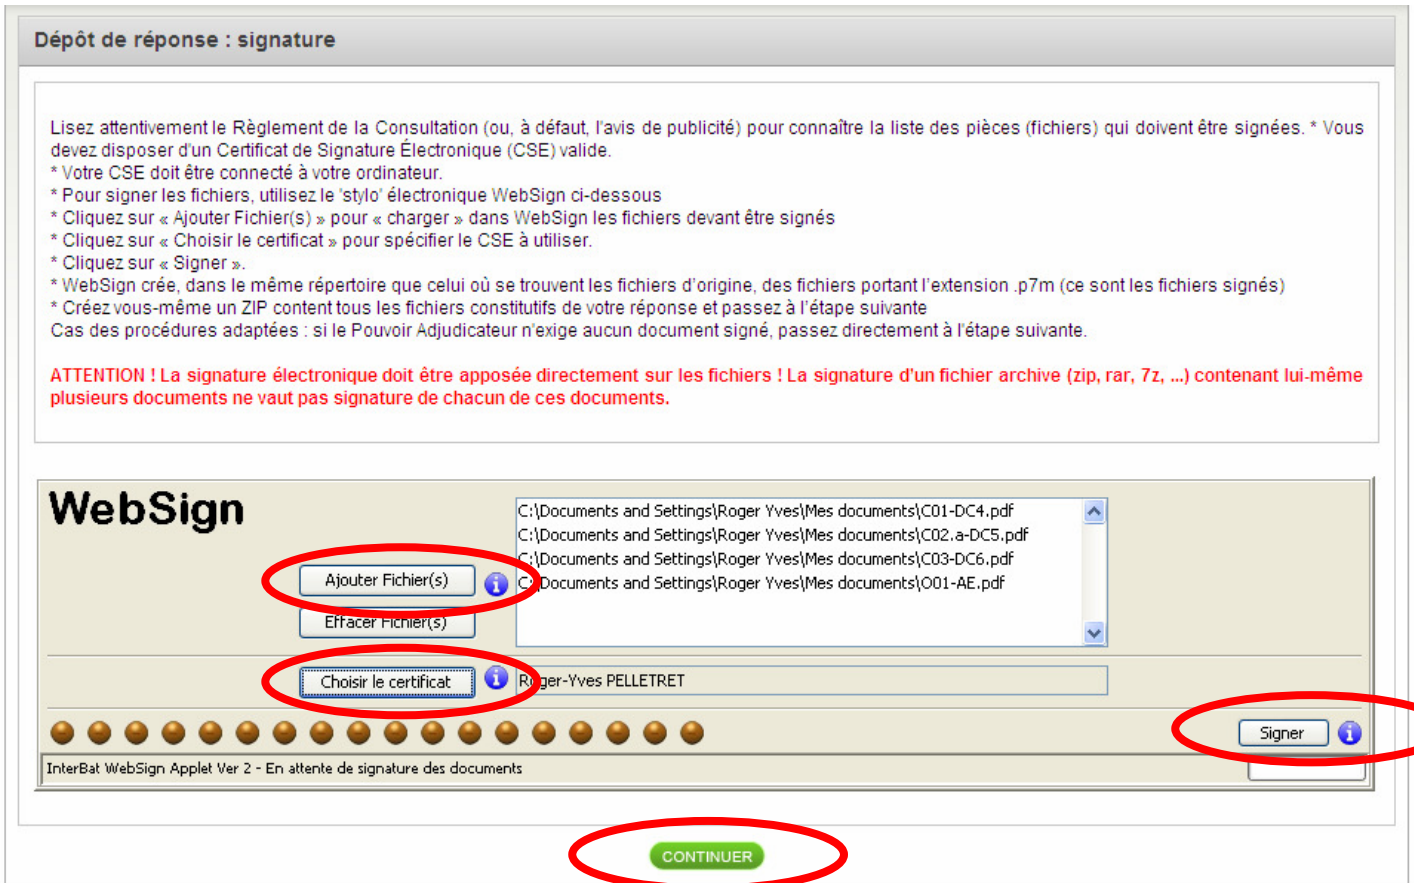 Dépôt de réponse : signature
Lisez attentivement le Règlement de la Consultation (ou, à défaut, l'avis de publicité) pour connaître la liste des pièces (fichiers) qui doivent être signées. * Vous
devez disposer d'un Certificat de Signature Électronique (CSE) valide.
* Votre CSE doit être connecté à votre ordinateur.
* Pour signer les fichiers, utilisez le 'stylo' électronique WebSign ci-dessous
* Cliquez sur « Ajouter Fichier(s) » pour « charger » dans WebSign les fichiers devant être signés
* Cliquez sur « Choisir le certificat » pour spécifier le CSE à utiliser.
* Cliquez sur « Signer ».
* WebSign crée, dans le même répertoire que celui où se trouvent les fichiers d'origine, des fichiers portant l'extension .p7m (ce sont les fichiers signés)
* Créez vous-même un ZIP content tous les fichiers constitutifs de votre réponse et passez à l'étape suivante
Cas des procédures adaptées : si le Pouvoir Adjudicateur n'exige aucun document signé, passez directement à l'étape suivante.
ATTENTION ! La signature électronique doit être apposée directement sur les fichiers ! La signature d'un fichier archive (zip, rar, 7z, ...) contenant lui-même
plusieurs documents ne vaut pas signature de chacun de ces documents.
WebSign
C:\Documents and Settings\Roger Yves\Mes documents\C01-DC4.pdf
C:\Documents and Settings\Roger Yves\Mes documents\C02.a-DC5.pdf
C:\Documents and Settings\Roger Yves\Mes documents\C03-DC6.pdf
C:\Documents and Settings\Roger Yves\Mes documents\O01-AE.pdf
Ajouter Fichier(s)
Effacer Fichier(s)
Choisir le certificat
Roger-Yves PELLETRET
Signer
InterBat WebSign Applet Ver 2 - En attente de signature des documents
CONTINUER